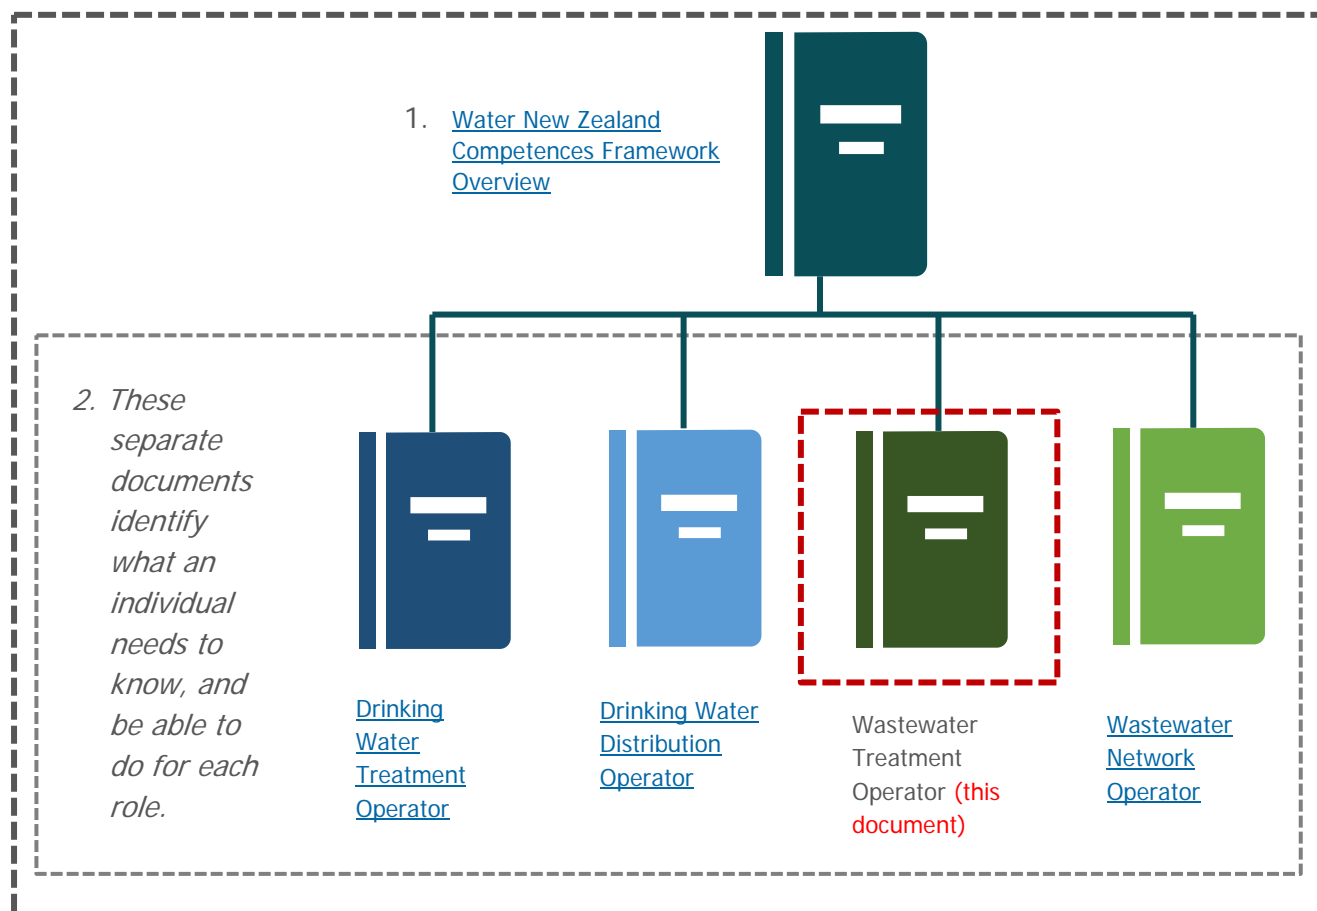 1. Water New Zealand
Competences Framework
Overview
2. These
separate
documents
identify
what an
individual
needs to
know, and
be able to
do for each
role.
Drinking
Water
Treatment
Operator
Drinking Water
Distribution
Operator
Wastewater
Treatment
Operator (this
document)
Wastewater
Network
Operator